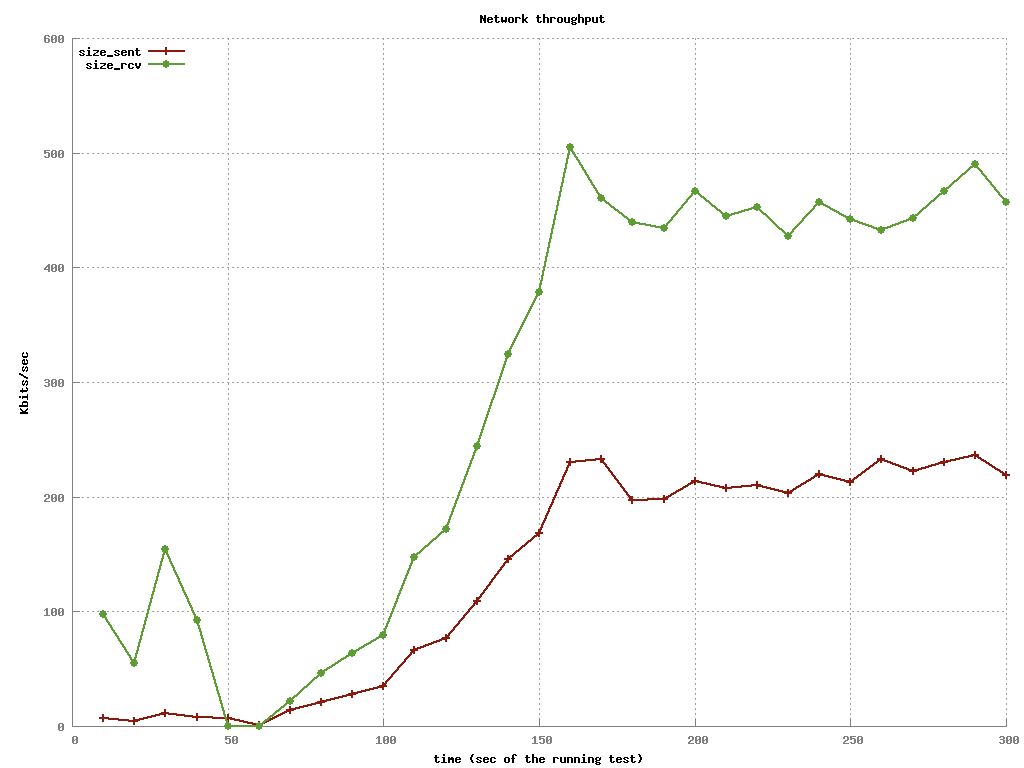 Network throughput
600
size_sent
size_rcv
500
400
Kbits/sec
300
200
100
0
0 50 100 150 200 250 300
time (sec of the running test)